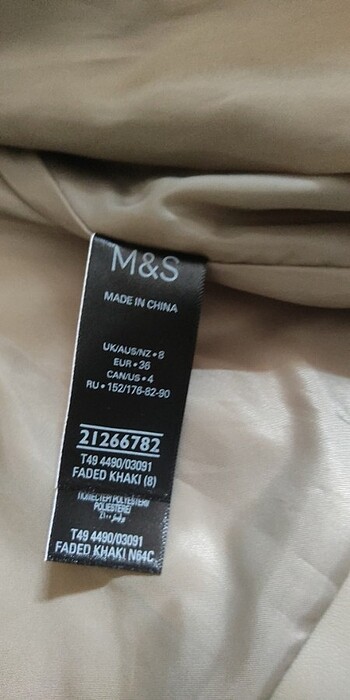 M&S
MADE IN CHINA
UK/AUS/NZ • 8
EUR • 36
CAN/US • 4
RU • 152/176-82-90
21266782
T49 4490/03091
FADED KHAKI (8)
POLIESTERE/
T49 4490/03091
FADED KHAKI N64C